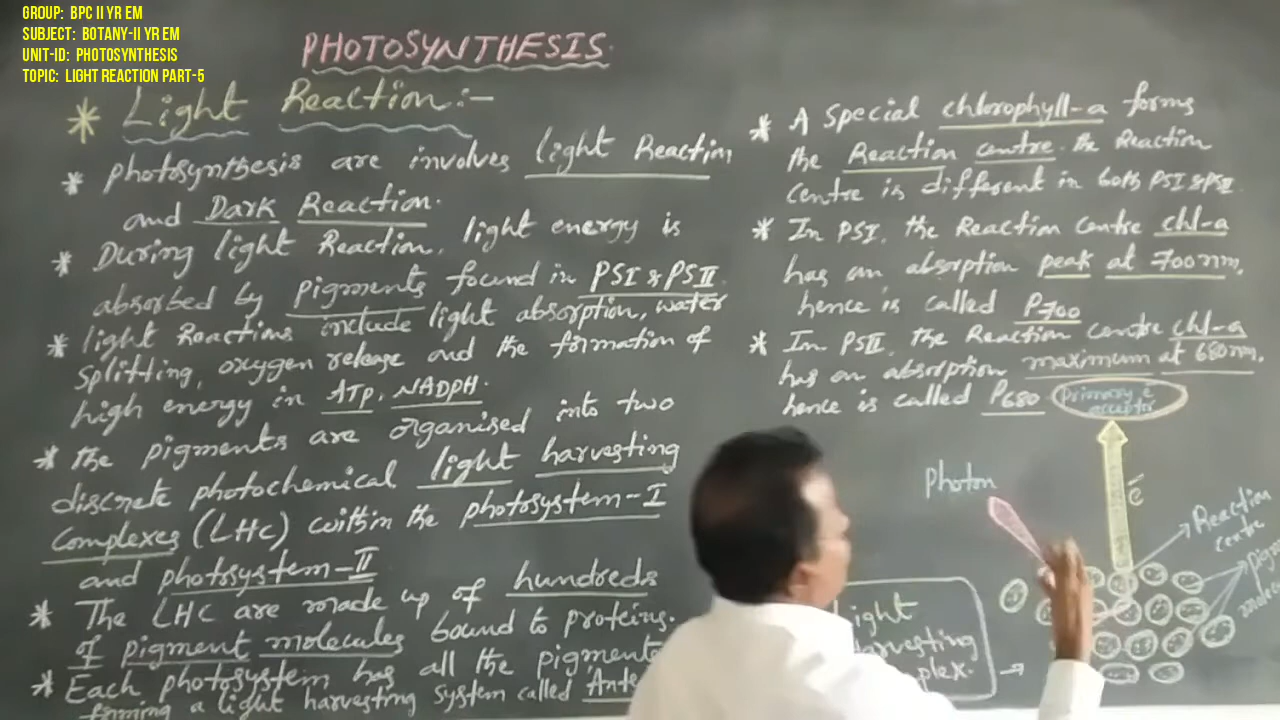 GROUP: BPC II YR EM
SUBJECT: BOTANY-II YR EM
UNIT-ID: PHOTOSYNTHESIS
TOPIC: LIGHT REACTION PART-5
PHOTOSYNTHESIS
* Light Reaction:-
* photosynthesis are involves light Reaction
and Dark Reaction.
* During light Reaction, light energy is
absorbed by pigments found in PSI & PSII
* light Reactions include light absorption, water
splitting, oxygen release and the formation of
high energy in ATP, NADPH.
* the pigments are organised into two
discrete photochemical light harvesting
complexes (LHC) within the photosystem-I
and photosystem-II
* The LHC are made up of hundreds
of pigment molecules bound to proteins.
* Each photosystem has all the pigments
forming a light harvesting system called Ante
* A special chlorophyll-a forms
the Reaction centre. the Reaction
centre is different in both PSI & PSII
* In PSI, the Reaction centre chl-a
has an absorption peak at 700nm,
hence is called P700
* In PSII, the Reaction centre chl-a
has an absorption maximum at 680nm,
hence is called P680
primary e
acceptor
photon
e
Reaction
centre
pigm
molecule
light
harvesting
plex.